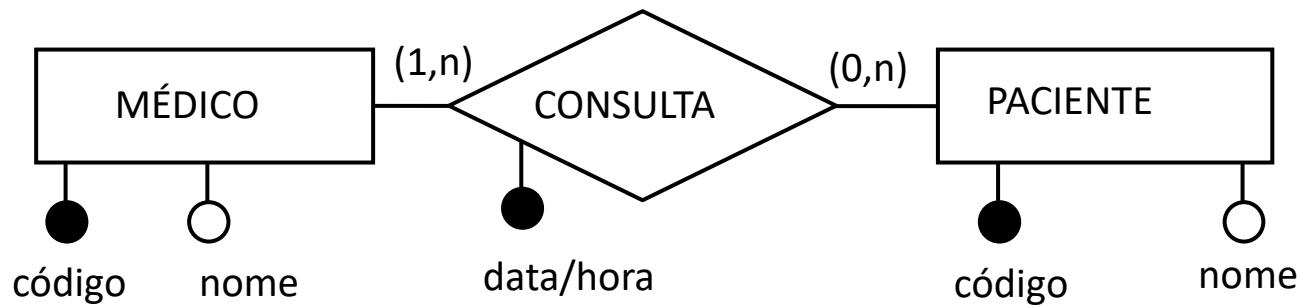 (1,n)
(0,n)
MÉDICO
CONSULTA
PACIENTE
código
nome
data/hora
código
nome